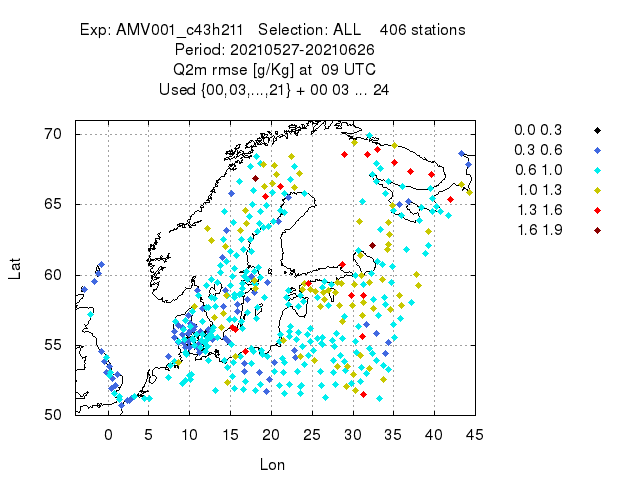 Exp: AMV001_c43h211   Selection: ALL    406 stations
Period: 20210527-20210626
Q2m rmse [g/Kg] at  09 UTC
Used {00,03,...,21} + 00 03 ... 24
0.0 0.3
0.3 0.6
0.6 1.0
1.0 1.3
1.3 1.6
1.6 1.9
70
65
60
55
50
Lat
0 5 10 15 20 25 30 35 40 45
Lon